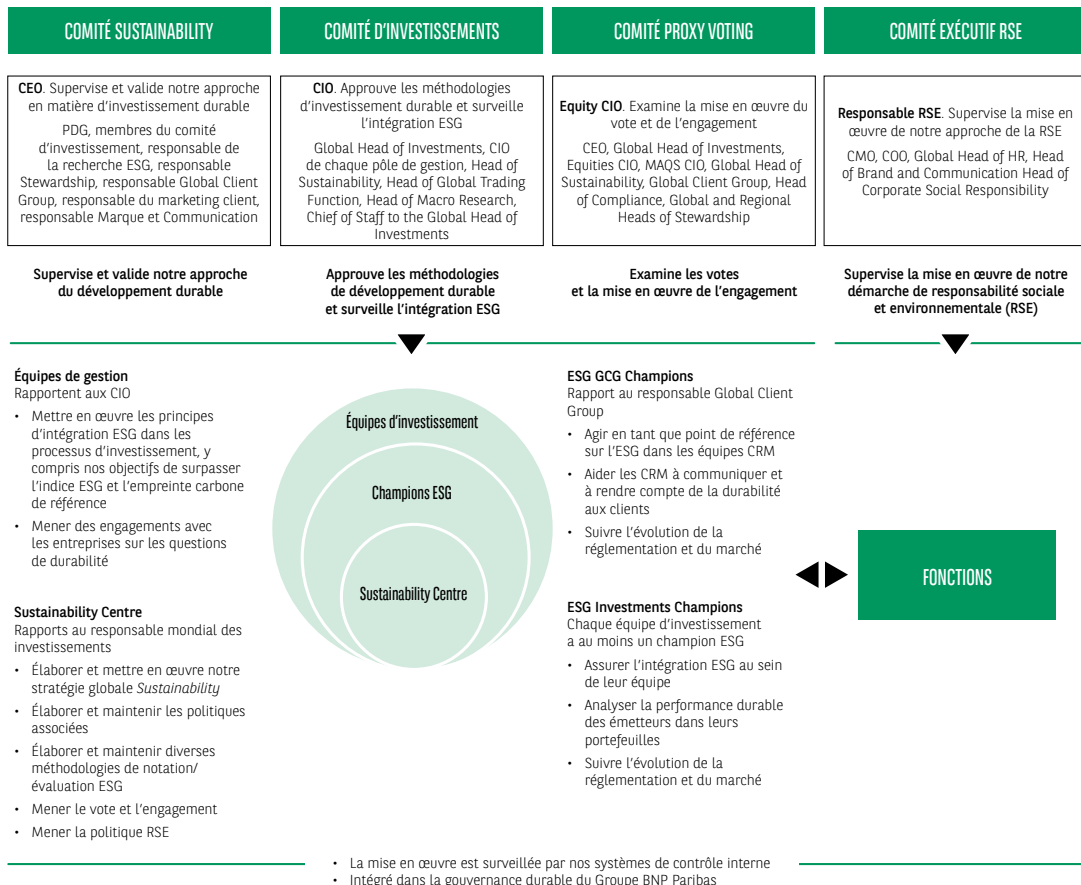 COMITÉ SUSTAINABILITY
CEO. Supervise et valide notre approche
en matière d'investissement durable
PDG, membres du comité
d'investissement, responsable de
la recherche ESG, responsable
Stewardship, responsable Global Client
Group, responsable du marketing client,
responsable Marque et Communication
Supervise et valide notre approche
du développement durable
COMITÉ D'INVESTISSEMENTS
CIO. Approuve les méthodologies
d'investissement durable et surveille
l'intégration ESG
Global Head of Investments, CIO
de chaque pôle de gestion, Head of
Sustainability, Head of Global Trading
Function, Head of Macro Research,
Chief of Staff to the Global Head of
Investments
Approuve les méthodologies
de développement durable
et surveille l'intégration ESG
COMITÉ PROXY VOTING
Equity CIO. Examine la mise en œuvre du
vote et de l'engagement
CEO, Global Head of Investments,
Equities CIO, MAQS CIO, Global Head of
Sustainability, Global Client Group, Head
of Compliance, Global and Regional
Heads of Stewardship
Examine les votes
et la mise en œuvre de l'engagement
COMITÉ EXÉCUTIF RSE
Responsable RSE. Supervise la mise en
œuvre de notre approche de la RSE
CMO, COO, Global Head of HR, Head
of Brand and Communication Head of
Corporate Social Responsibility
Supervise la mise en œuvre de notre
démarche de responsabilité sociale
et environnementale (RSE)
Équipes de gestion
Rapportent aux CIO
• Mettre en œuvre les principes
d'intégration ESG dans les
processus d'investissement, y
compris nos objectifs de surpasser
l'indice ESG et l'empreinte carbone
de référence
• Mener des engagements avec
les entreprises sur les questions
de durabilité
Sustainability Centre
Rapports au responsable mondial des
investissements
• Élaborer et mettre en œuvre notre
stratégie globale Sustainability
• Élaborer et maintenir les politiques
associées
• Élaborer et maintenir diverses
méthodologies de notation/
évaluation ESG
• Mener le vote et l'engagement
• Mener la politique RSE
Équipes d'investissement
Champions ESG
Sustainability Centre
ESG GCG Champions
Rapport au responsable Global Client
Group
• Agir en tant que point de référence
sur l'ESG dans les équipes CRM
• Aider les CRM à communiquer et
à rendre compte de la durabilité
aux clients
• Suivre l'évolution de la
réglementation et du marché
ESG Investments Champions
Chaque équipe d'investissement
a au moins un champion ESG
• Assurer l'intégration ESG au sein
de leur équipe
• Analyser la performance durable
des émetteurs dans leurs
portefeuilles
• Suivre l'évolution de la
réglementation et du marché
FONCTIONS
• La mise en œuvre est surveillée par nos systèmes de contrôle interne
• Intégré dans la gouvernance durable du Groupe BNP Paribas